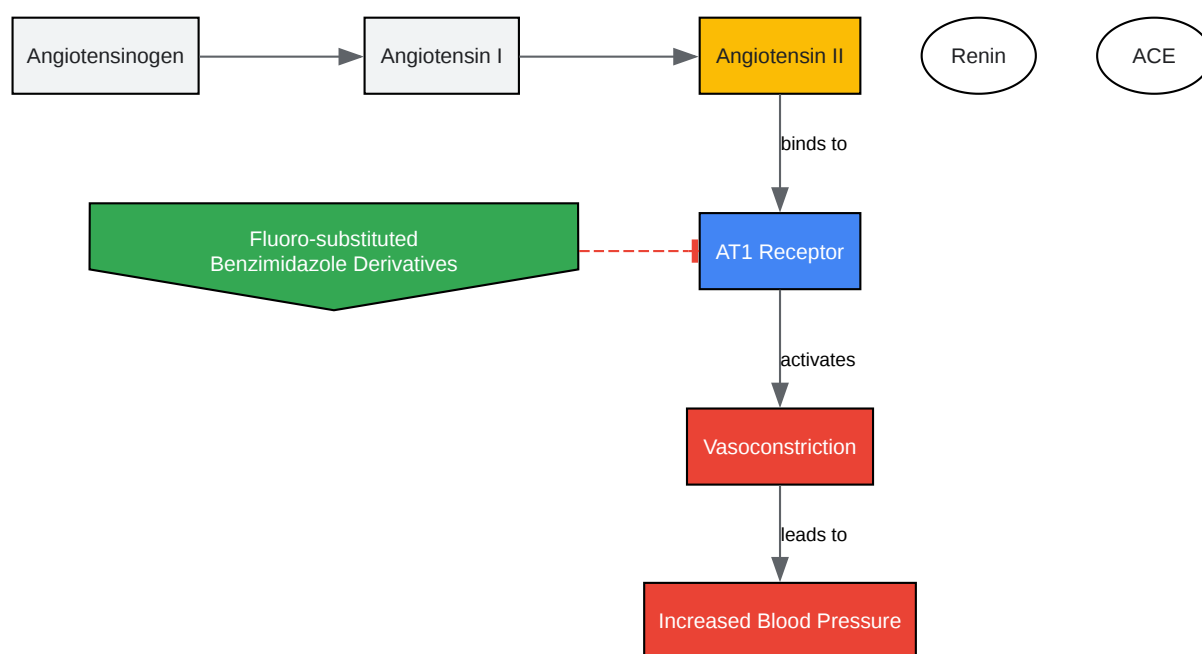 Angiotensinogen
Angiotensin I
Angiotensin II
Renin
ACE
binds to
Fluoro-substituted
Benzimidazole Derivatives
AT1 Receptor
activates
Vasoconstriction
leads to
Increased Blood Pressure